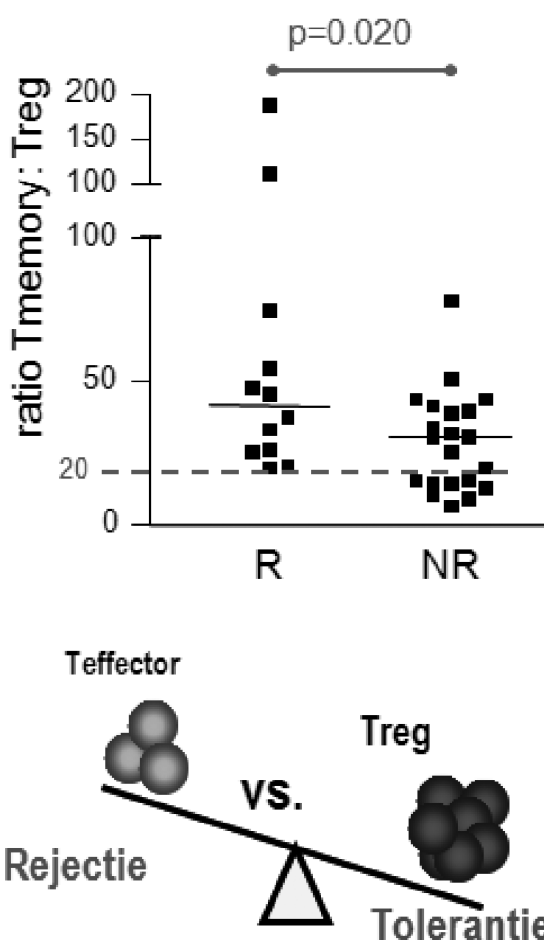 p=0.020
ratio Tmemory: Treg
200
150
100
100
50
20
0
R
NR
Teffector
Treg
vs.
Rejectie
Tolerantie